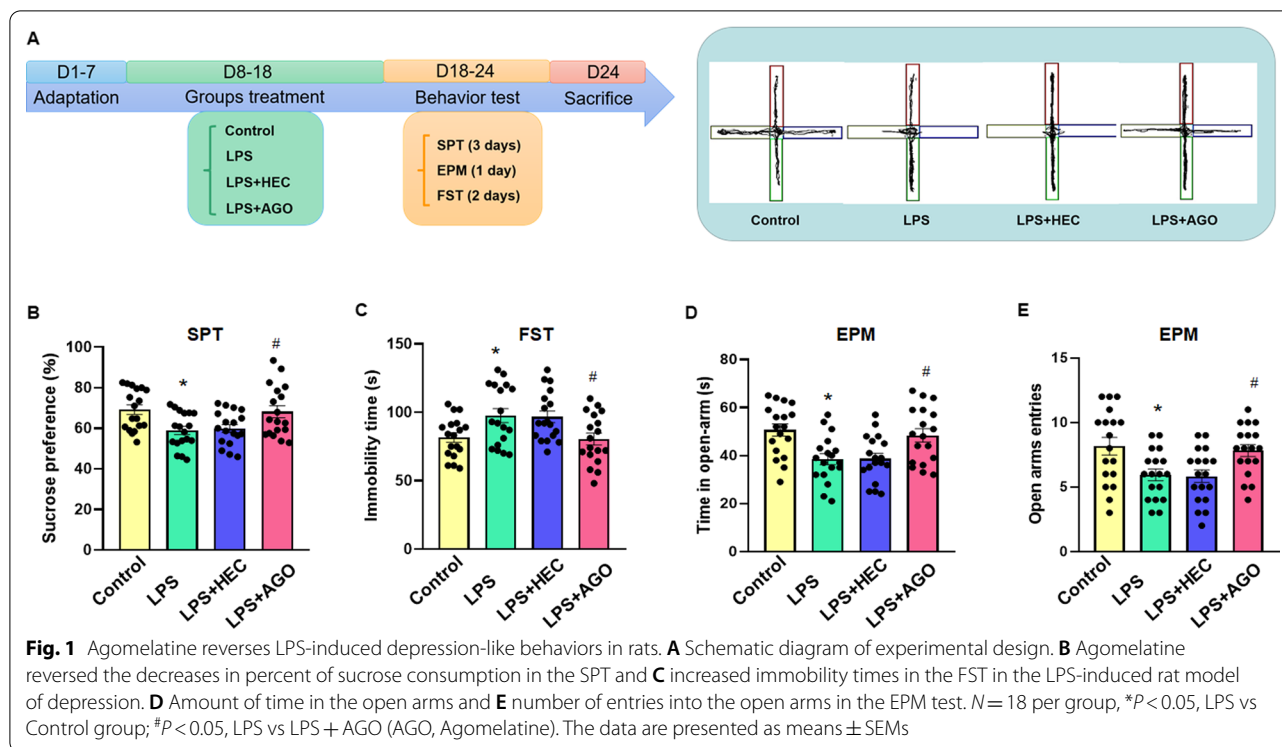 A
D1-7 D8-18 D18-24 D24
Adaptation Groups treatment Behavior test Sacrifice
Control
LPS
LPS+HEC
LPS+AGO
SPT (3 days)
EPM (1 day)
FST (2 days)
Control LPS LPS+HEC LPS+AGO
B
SPT
Sucrose preference (%)
100
80
60
40
20
0
*
#
Control LPS LPS+HEC LPS+AGO
C
FST
Immobility time (s)
150
100
50
0
*
#
Control LPS LPS+HEC LPS+AGO
D
EPM
Time in open-arm (s)
80
60
40
20
0
*
#
Control LPS LPS+HEC LPS+AGO
E
EPM
Open arms entries
15
10
5
0
*
#
Control LPS LPS+HEC LPS+AGO
Fig. 1 Agomelatine reverses LPS-induced depression-like behaviors in rats. A Schematic diagram of experimental design. B Agomelatine
reversed the decreases in percent of sucrose consumption in the SPT and C increased immobility times in the FST in the LPS-induced rat model
of depression. D Amount of time in the open arms and E number of entries into the open arms in the EPM test. N = 18 per group, *P < 0.05, LPS vs
Control group; #P < 0.05, LPS vs LPS + AGO (AGO, Agomelatine). The data are presented as means ± SEMs